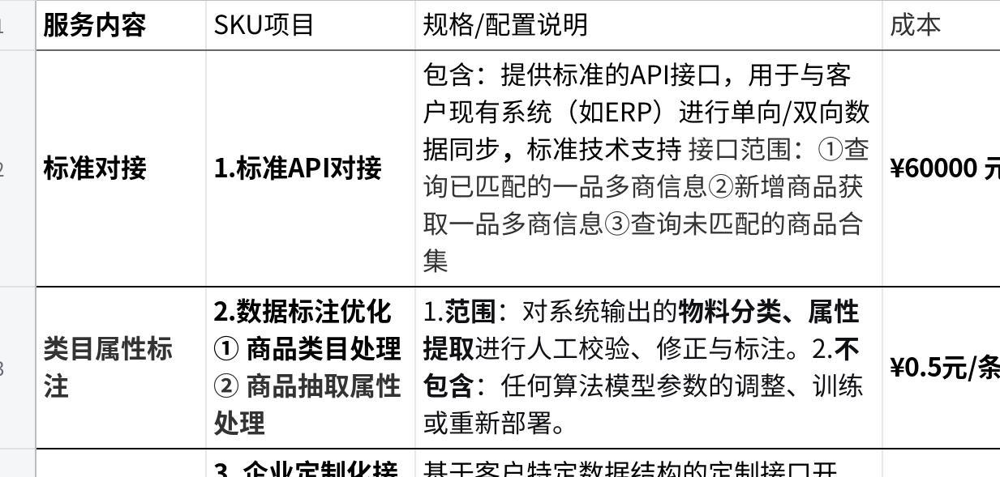 1
服务内容
SKU项目
规格/配置说明
成本
2
标准对接
1.标准API对接
包含：提供标准的API接口，用于与客
户现有系统（如ERP）进行单向/双向数
据同步，标准技术支持 接口范围：①查
询已匹配的一品多商信息②新增商品获
取一品多商信息③查询未匹配的商品合
集
¥60000 元
3
类目属性标
注
2.数据标注优化
① 商品类目处理
② 商品抽取属性
处理
1.范围：对系统输出的物料分类、属性
提取进行人工校验、修正与标注。2.不
包含：任何算法模型参数的调整、训练
或重新部署。
¥0.5元/条
3. 企业定制化接
基于客户特定数据结构的定制接口开